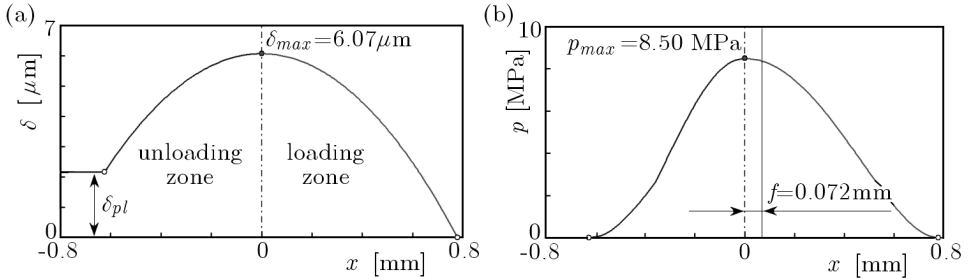 (a)
7
δ [μm]
δmax=6.07μm
unloading zone
loading zone
δpl
0
-0.8
0
x [mm]
0.8
(b)
10
p [MPa]
pmax=8.50 MPa
f=0.072mm
0
-0.8
0
x [mm]
0.8